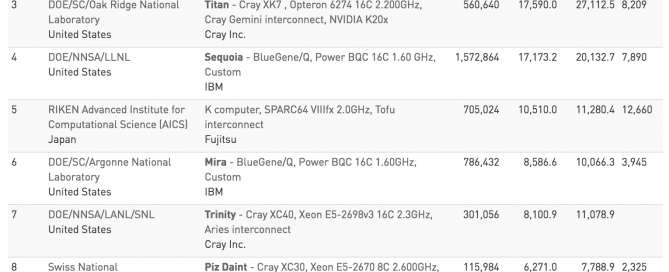 3 DOE/SC/Oak Ridge National Titan - Cray XK7 , Opteron 6274 16C 2.200GHz, 560,640 17,590.0 27,112.5 8,209
Laboratory Cray Gemini interconnect, NVIDIA K20x
United States Cray Inc.
4 DOE/NNSA/LLNL Sequoia - BlueGene/Q, Power BQC 16C 1.60 GHz, 1,572,864 17,173.2 20,132.7 7,890
United States Custom
IBM
5 RIKEN Advanced Institute for K computer, SPARC64 VIIIfx 2.0GHz, Tofu 705,024 10,510.0 11,280.4 12,660
Computational Science (AICS) interconnect
Japan Fujitsu
6 DOE/SC/Argonne National Mira - BlueGene/Q, Power BQC 16C 1.60GHz, 786,432 8,586.6 10,066.3 3,945
Laboratory Custom
United States IBM
7 DOE/NNSA/LANL/SNL Trinity - Cray XC40, Xeon E5-2698v3 16C 2.3GHz, 301,056 8,100.9 11,078.9
United States Aries interconnect
Cray Inc.
8 Swiss National Piz Daint - Cray XC30, Xeon E5-2670 8C 2.600GHz, 115,984 6,271.0 7,788.9 2,325